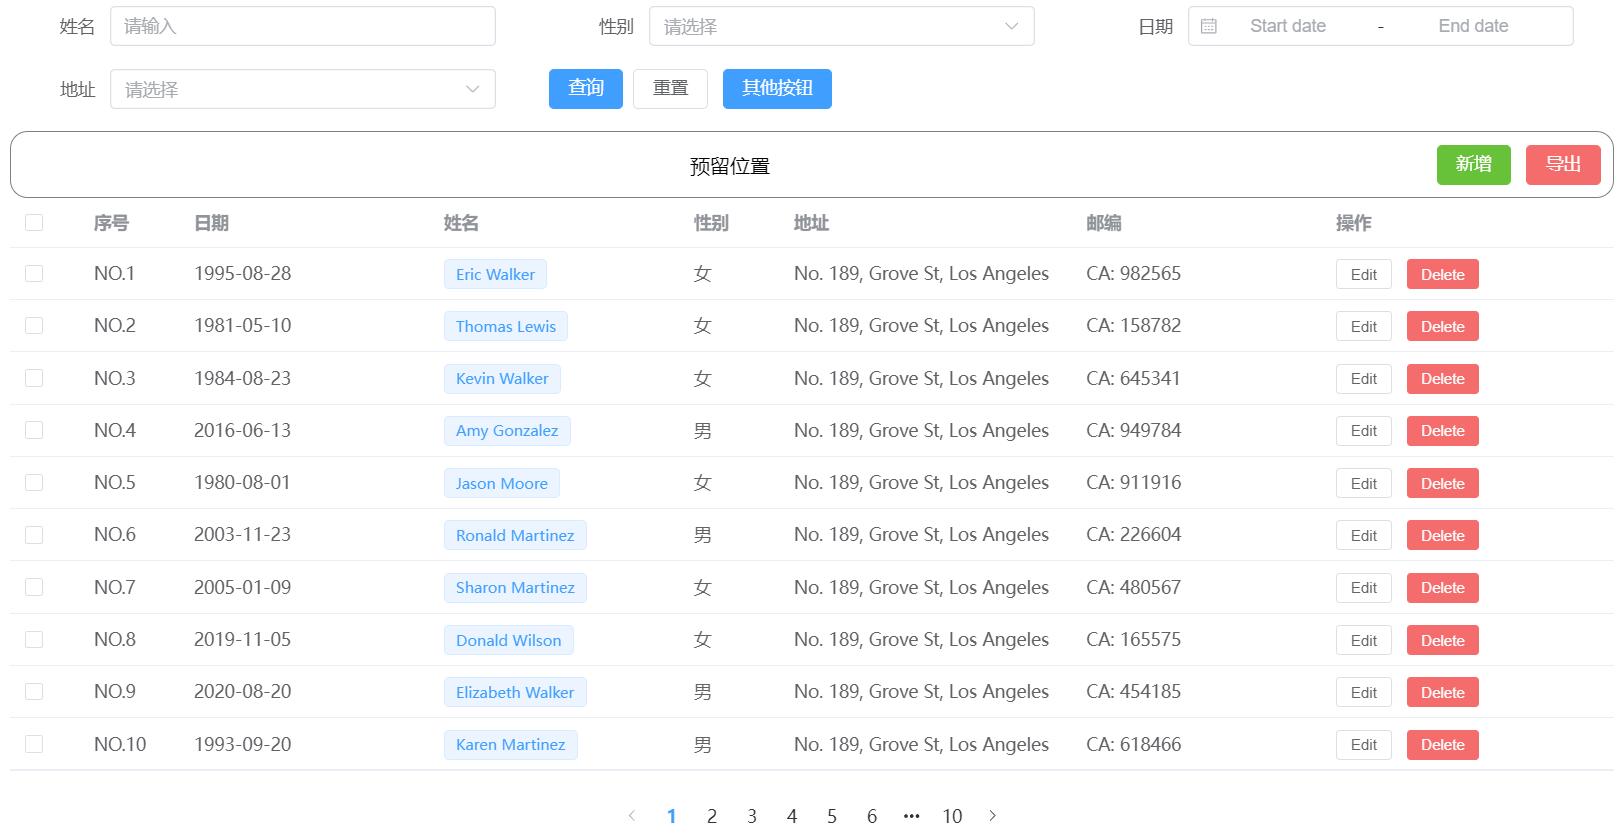 姓名 请输入 性别 请选择 日期 Start date - End date
地址 请选择 查询 重置 其他按钮
预留位置 新增 导出
序号 日期 姓名 性别 地址 邮编 操作
NO.1 1995-08-28 Eric Walker 女 No. 189, Grove St, Los Angeles CA: 982565 Edit Delete
NO.2 1981-05-10 Thomas Lewis 女 No. 189, Grove St, Los Angeles CA: 158782 Edit Delete
NO.3 1984-08-23 Kevin Walker 女 No. 189, Grove St, Los Angeles CA: 645341 Edit Delete
NO.4 2016-06-13 Amy Gonzalez 男 No. 189, Grove St, Los Angeles CA: 949784 Edit Delete
NO.5 1980-08-01 Jason Moore 女 No. 189, Grove St, Los Angeles CA: 911916 Edit Delete
NO.6 2003-11-23 Ronald Martinez 男 No. 189, Grove St, Los Angeles CA: 226604 Edit Delete
NO.7 2005-01-09 Sharon Martinez 女 No. 189, Grove St, Los Angeles CA: 480567 Edit Delete
NO.8 2019-11-05 Donald Wilson 女 No. 189, Grove St, Los Angeles CA: 165575 Edit Delete
NO.9 2020-08-20 Elizabeth Walker 男 No. 189, Grove St, Los Angeles CA: 454185 Edit Delete
NO.10 1993-09-20 Karen Martinez 男 No. 189, Grove St, Los Angeles CA: 618466 Edit Delete
1 2 3 4 5 6 ••• 10